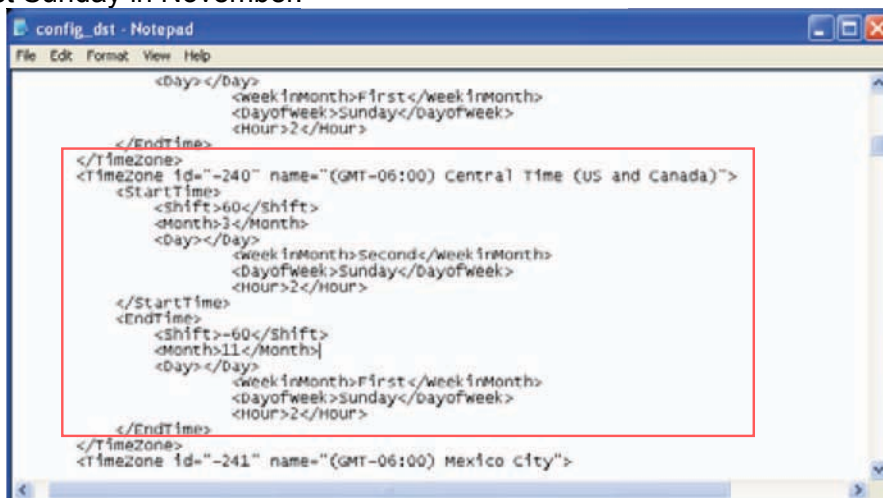 st Sunday in November.
config_dst - Notepad
File Edit Format View Help
<Day></Day>
<WeekinMonth>First</WeekinMonth>
<DayofWeek>Sunday</DayofWeek>
<Hour>2</Hour>
</EndTime>
</TimeZone>
<TimeZone id="-240" name="(GMT-06:00) Central Time (US and Canada)">
<StartTime>
<Shift>60</Shift>
<Month>3</Month>
<Day></Day>
<WeekinMonth>Second</WeekinMonth>
<DayofWeek>Sunday</DayofWeek>
<Hour>2</Hour>
</StartTime>
<EndTime>
<Shift>-60</Shift>
<Month>11</Month>
<Day></Day>
<WeekinMonth>First</WeekinMonth>
<DayofWeek>Sunday</DayofWeek>
<Hour>2</Hour>
</EndTime>
</TimeZone>
<TimeZone id="-241" name="(GMT-06:00) Mexico City">